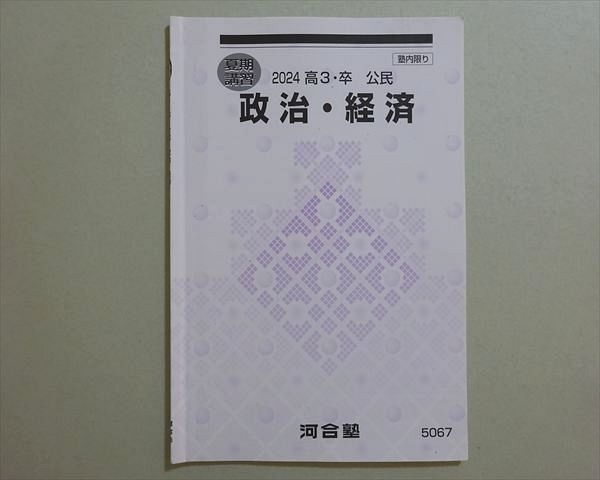 塾内限り
夏期
講習
2024 高3・卒 公民
政治・経済
河合塾
5067